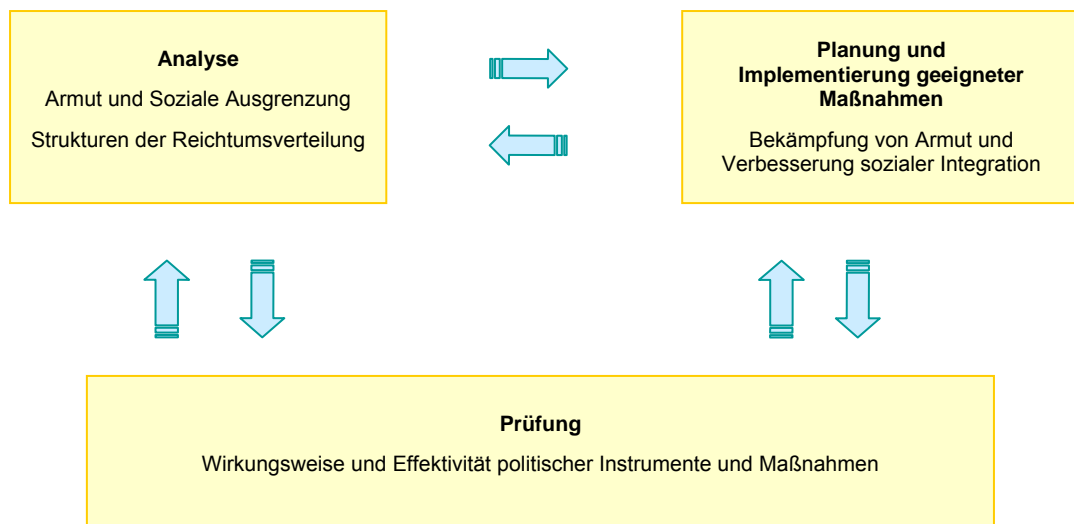 Analyse
Armut und Soziale Ausgrenzung
Strukturen der Reichtumsverteilung
Planung und
Implementierung geeigneter
Maßnahmen
Bekämpfung von Armut und
Verbesserung sozialer Integration
Prüfung
Wirkungsweise und Effektivität politischer Instrumente und Maßnahmen